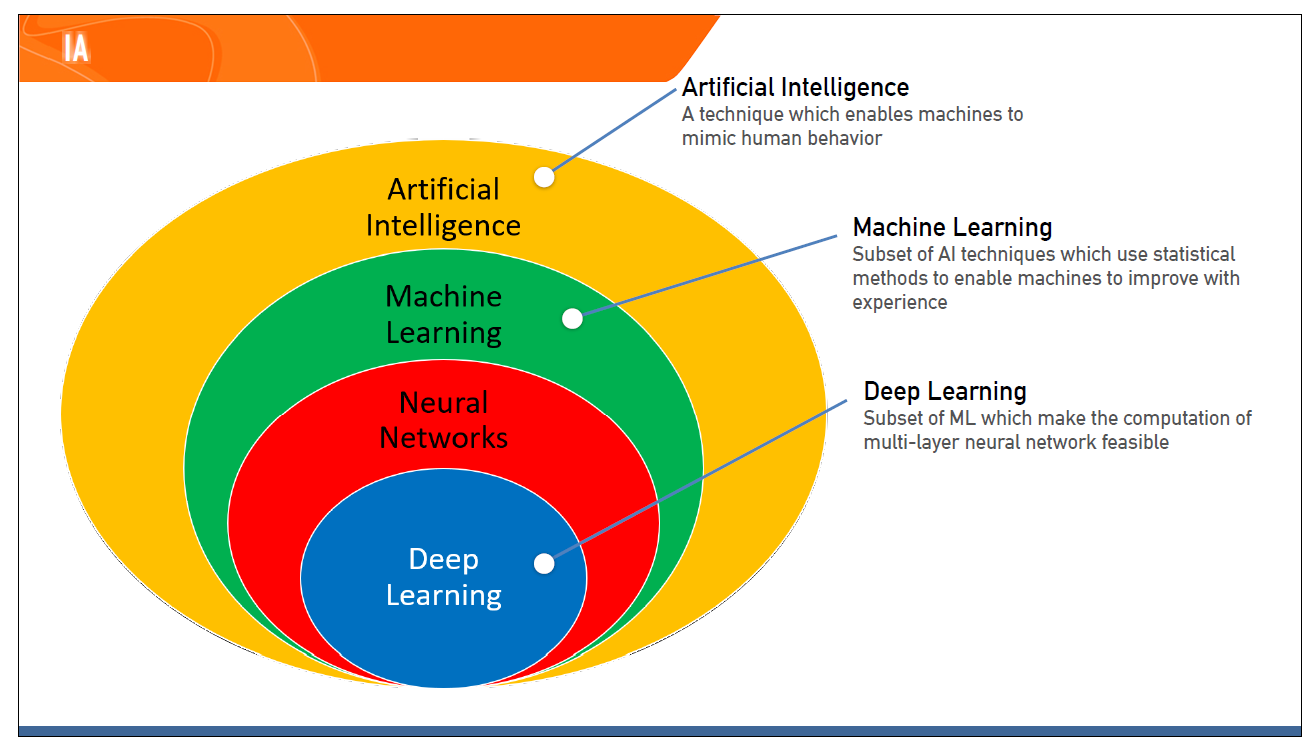 IA
Artificial Intelligence
A technique which enables machines to
mimic human behavior
Artificial
Intelligence
Machine Learning
Subset of AI techniques which use statistical
methods to enable machines to improve with
experience
Machine
Learning
Deep Learning
Subset of ML which make the computation of
multi-layer neural network feasible
Neural
Networks
Deep
Learning